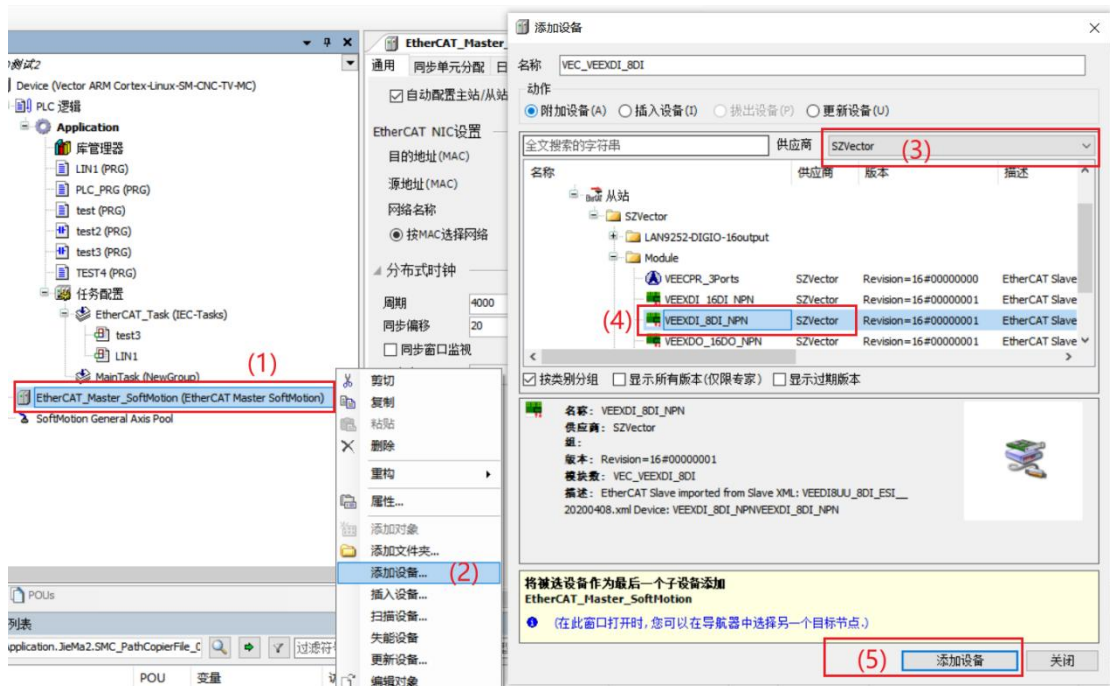 测试2
Device (Vector ARM Cortex-Linux-SM-CNC-TV-MC)
PLC 逻辑
Application
库管理器
LIN1 (PRG)
PLC_PRG (PRG)
test (PRG)
test2 (PRG)
test3 (PRG)
TEST4 (PRG)
任务配置
EtherCAT_Task (IEC-Tasks)
test3
LIN1
(1)
MainTask (NewGroup)
EtherCAT_Master_SoftMotion (EtherCAT Master SoftMotion)
SoftMotion General Axis Pool
POUs
列表
pplication.JieMa2.SMC_PathCopierFile_C
过滤符
POU
变量
EtherCAT_Master_
通用
同步单元分配
日
自动配置主站/从站
EtherCAT NIC设置
目的地址(MAC)
源地址(MAC)
网络名称
按MAC选择网络
分布式时钟
周期
4000
同步偏移
20
同步窗口监视
剪切
复制
粘贴
删除
重构
属性...
添加对象
添加文件夹...
添加设备...
(2)
插入设备...
扫描设备...
失能设备
更新设备...
编辑对象
添加设备
名称
VEC_VEEXDI_8DI
动作
附加设备(A)
插入设备(I)
拔出设备(P)
更新设备(U)
全文搜索的字符串
供应商
SZVector
(3)
名称
供应商
版本
描述
从站
SZVector
LAN9252-DIGIO-16output
Module
VEECPR_3Ports SZVector Revision=16#00000000 EtherCAT Slave
VEEXDI_16DI_NPN SZVector Revision=16#00000001 EtherCAT Slave
(4)
VEEXDI_8DI_NPN SZVector Revision=16#00000001 EtherCAT Slave
VEEXDO_16DO_NPN SZVector Revision=16#00000001 EtherCAT Slave
按类别分组
显示所有版本(仅限专家)
显示过期版本
名称: VEEXDI_8DI_NPN
供应商: SZVector
组:
版本: Revision=16#00000001
模块数: VEC_VEEXDI_8DI
描述: EtherCAT Slave imported from Slave XML: VEEDI8UU_8DI_ESI__
20200408.xml Device: VEEXDI_8DI_NPNVEEXDI_8DI_NPN
将被选设备作为最后一个子设备添加
EtherCAT_Master_SoftMotion
(在此窗口打开时,您可以在导航器中选择另一个目标节点.)
(5)
添加设备
关闭